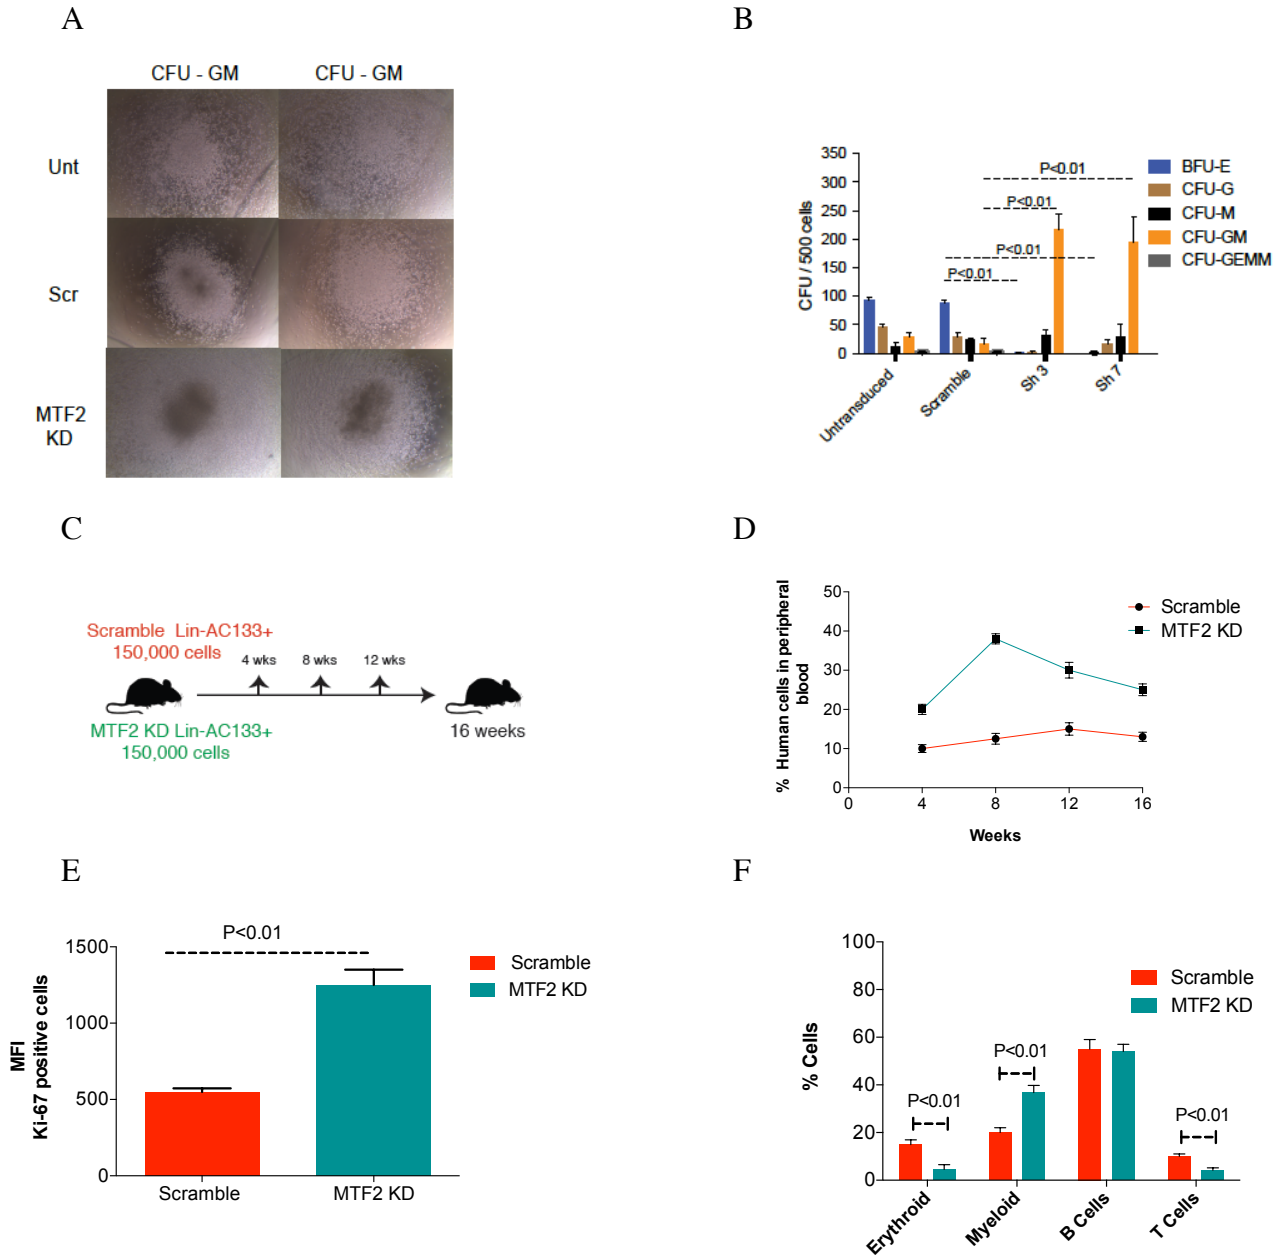 A
CFU - GM
CFU - GM
Unt
Scr
MTF2
KD
B
CFU / 500 cells
350
300
250
200
150
100
50
0
P<0.01
P<0.01
P<0.01
P<0.01
Untransduced
Scramble
Sh 3
Sh 7
BFU-E
CFU-G
CFU-M
CFU-GM
CFU-GEMM
C
Scramble Lin-AC133+
150,000 cells
4 wks
8 wks
12 wks
MTF2 KD Lin-AC133+
150,000 cells
16 weeks
D
% Human cells in peripheral
blood
50
40
30
20
10
0
0
4
8
12
16
Weeks
Scramble
MTF2 KD
E
MFI
Ki-67 positive cells
1500
1000
500
0
P<0.01
Scramble
MTF2 KD
Scramble
MTF2 KD
F
% Cells
100
80
60
40
20
0
P<0.01
P<0.01
P<0.01
Erythroid
Myeloid
B Cells
T Cells
Scramble
MTF2 KD